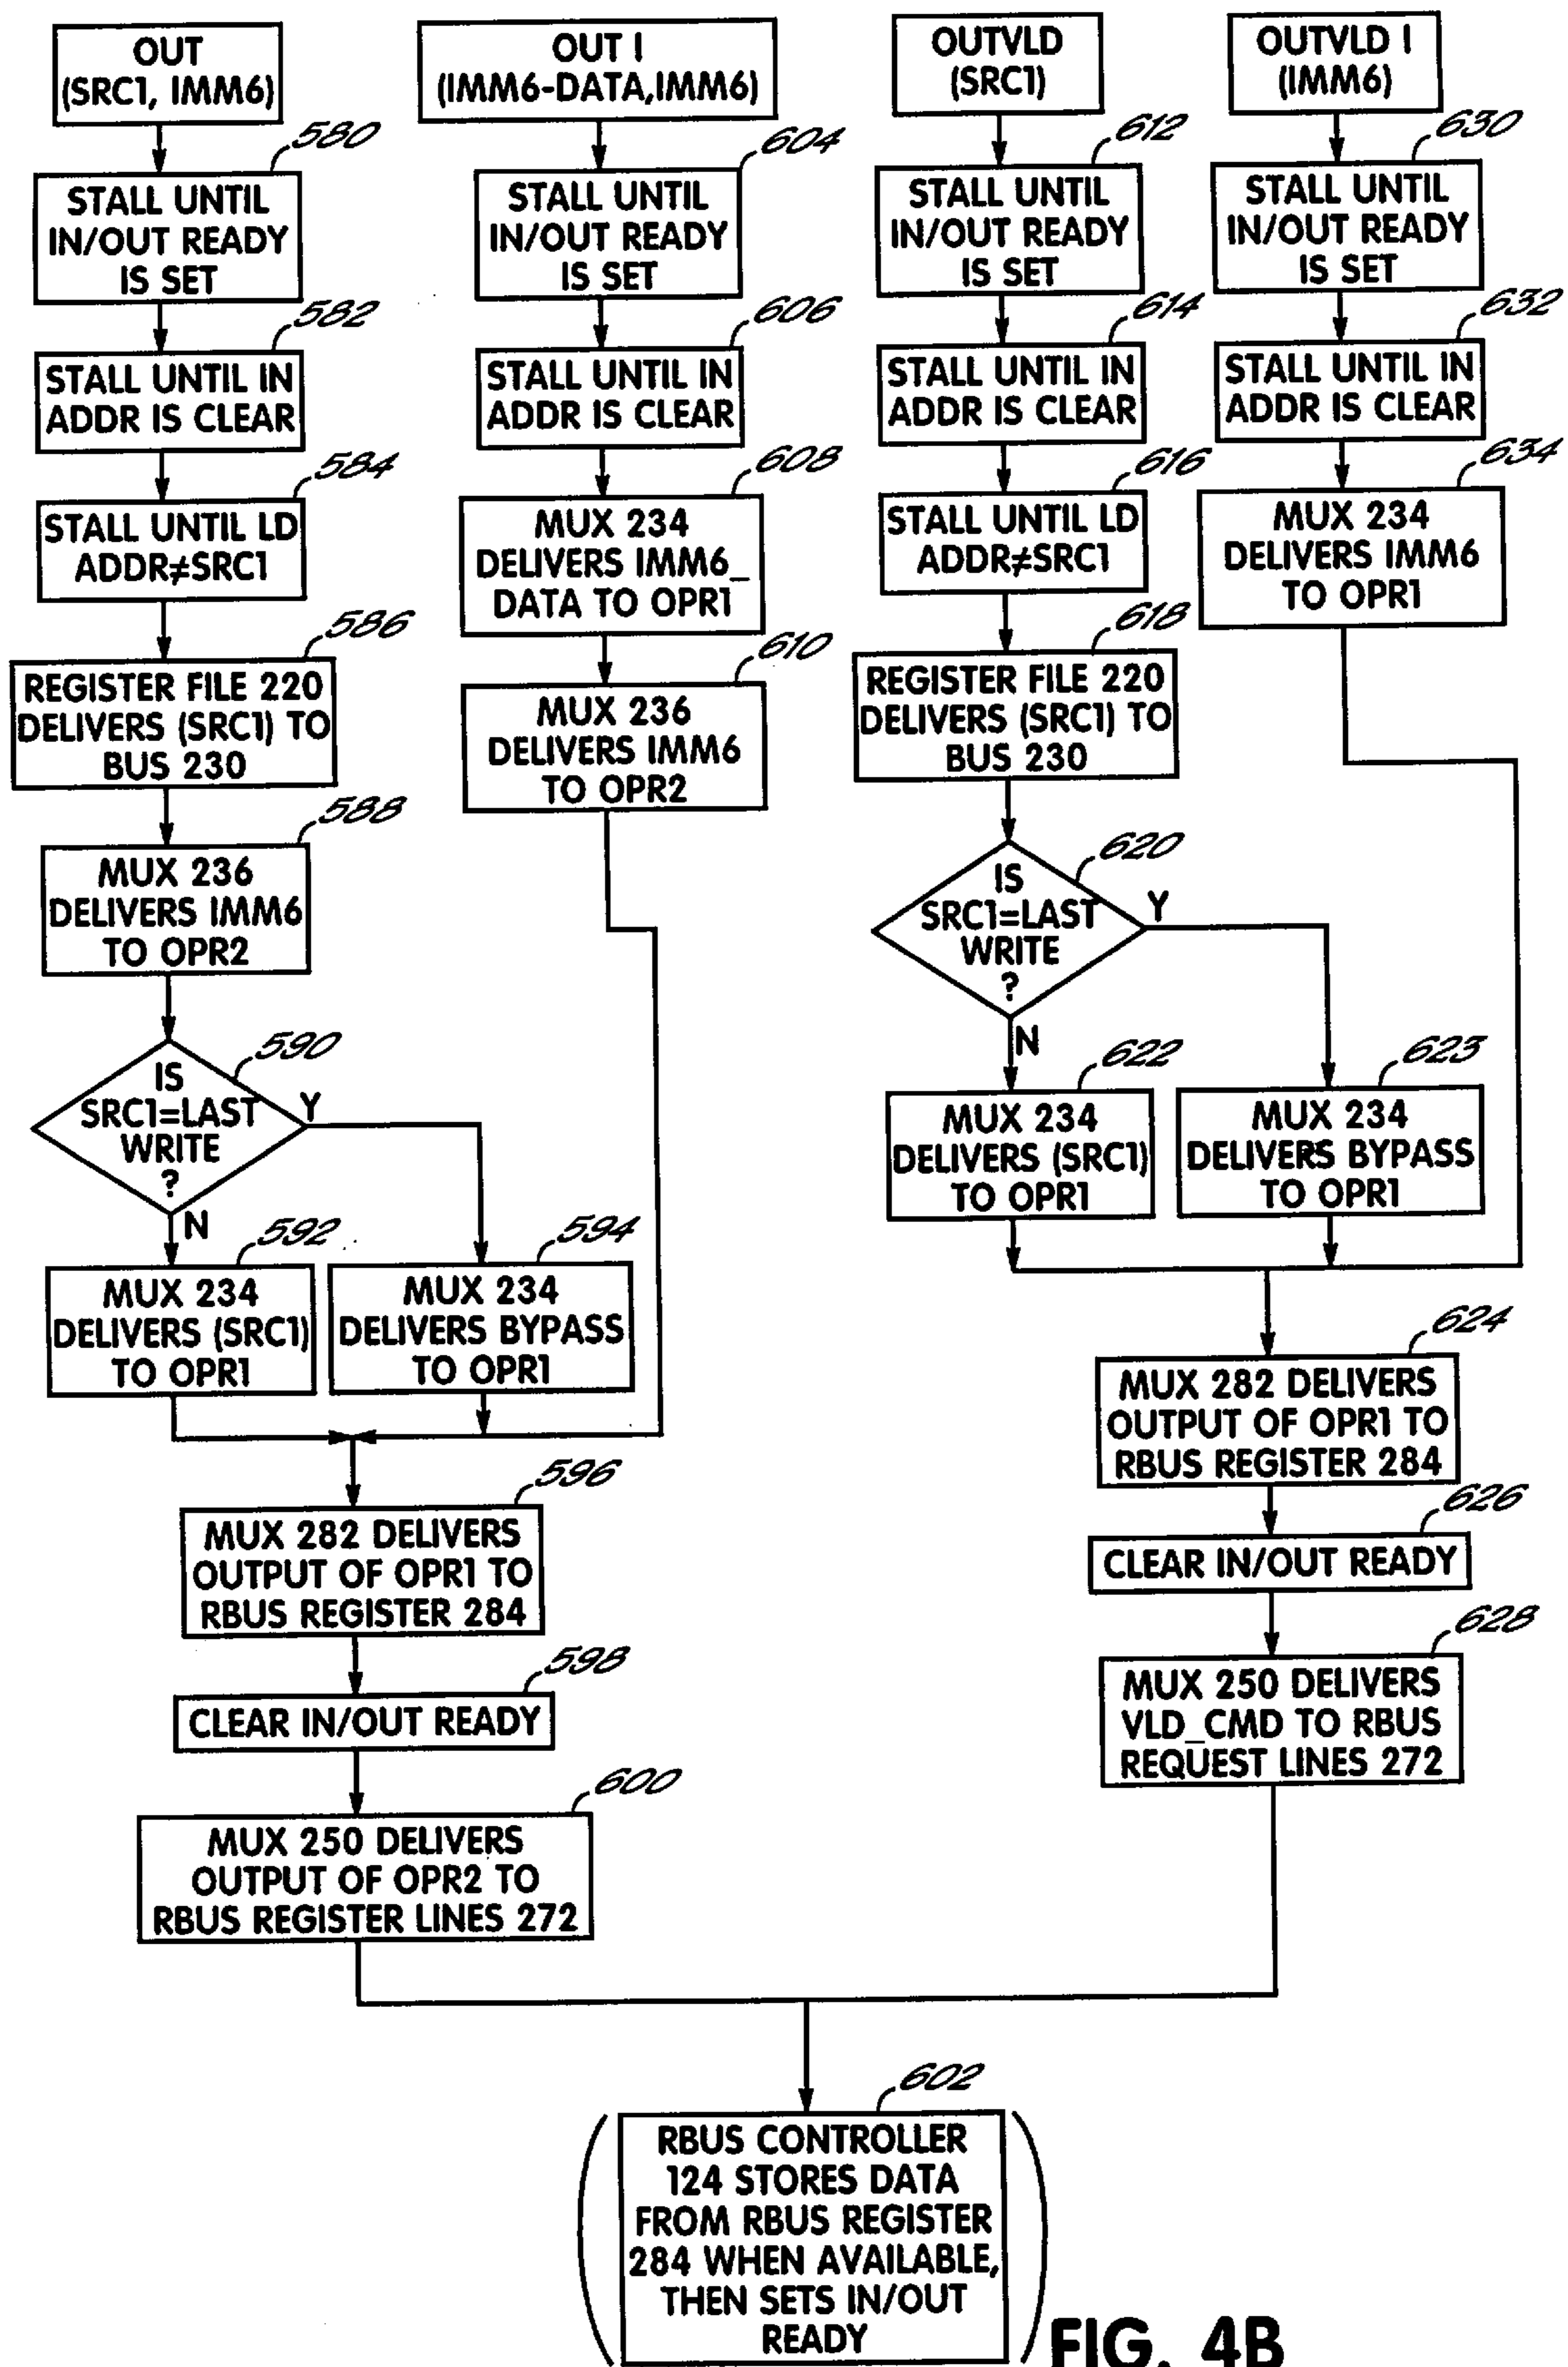 OUT
(SRC1, IMM6)
580
STALL UNTIL
IN/OUT READY
IS SET
582
STALL UNTIL IN
ADDR IS CLEAR
584
STALL UNTIL LD
ADDR≠SRC1
586
REGISTER FILE 220
DELIVERS (SRC1) TO
BUS 230
588
MUX 236
DELIVERS IMM6
TO OPR2
590
IS
SRC1=LAST
WRITE
?
Y
N
592
MUX 234
DELIVERS (SRC1)
TO OPR1
594
MUX 234
DELIVERS BYPASS
TO OPR1
OUT I
(IMM6-DATA,IMM6)
604
STALL UNTIL
IN/OUT READY
IS SET
606
STALL UNTIL IN
ADDR IS CLEAR
608
MUX 234
DELIVERS IMM6_
DATA TO OPR1
610
MUX 236
DELIVERS IMM6
TO OPR2
596
MUX 282 DELIVERS
OUTPUT OF OPR1 TO
RBUS REGISTER 284
598
CLEAR IN/OUT READY
600
MUX 250 DELIVERS
OUTPUT OF OPR2 TO
RBUS REGISTER LINES 272
OUTVLD
(SRC1)
612
STALL UNTIL
IN/OUT READY
IS SET
614
STALL UNTIL IN
ADDR IS CLEAR
616
STALL UNTIL LD
ADDR≠SRC1
618
REGISTER FILE 220
DELIVERS (SRC1) TO
BUS 230
620
IS
SRC1=LAST
WRITE
?
Y
N
622
MUX 234
DELIVERS (SRC1)
TO OPR1
623
MUX 234
DELIVERS BYPASS
TO OPR1
OUTVLD I
(IMM6)
630
STALL UNTIL
IN/OUT READY
IS SET
632
STALL UNTIL IN
ADDR IS CLEAR
634
MUX 234
DELIVERS IMM6
TO OPR1
624
MUX 282 DELIVERS
OUTPUT OF OPR1 TO
RBUS REGISTER 284
626
CLEAR IN/OUT READY
628
MUX 250 DELIVERS
VLD_CMD TO RBUS
REQUEST LINES 272
602
RBUS CONTROLLER
124 STORES DATA
FROM RBUS REGISTER
284 WHEN AVAILABLE,
THEN SETS IN/OUT
READY
FIG. 4B